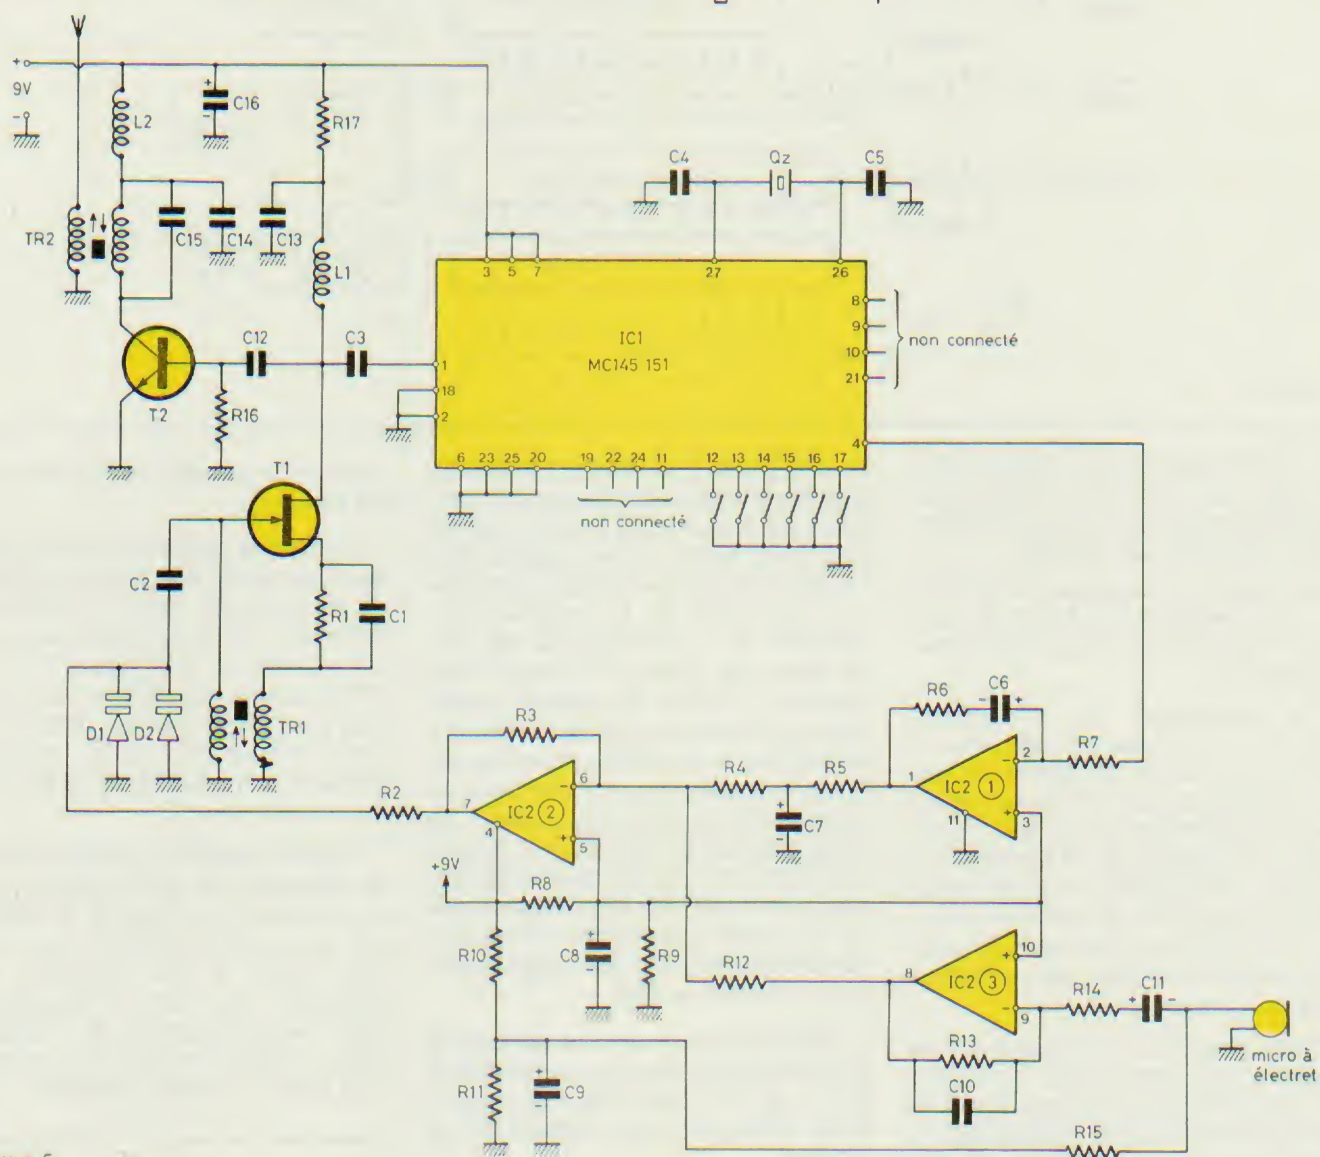 +
9V
-
L2
C16
R17
C4
Qz
C5
TR2
C15
C14
C13
L1
3
5
7
27
26
8
9
10
21
non connecté
IC1
MC145 151
C12
C3
1
18
2
T2
R16
4
6
23
25
20
19
22
24
11
12
13
14
15
16
17
non connecté
T1
C2
R1
C1
D1
D2
TR1
R3
R6
- C6 +
R7
R2
7
IC2 2
6
-
4
+
5
R4
R5
1
IC2 1
2
-
11
+
3
+
C7
-
+9V
R8
R10
+
C8
-
R9
R12
8
IC2 3
10
+
-
9
R14
+ C11 -
R13
C10
micro à
électret
R11
+
C9
-
R15